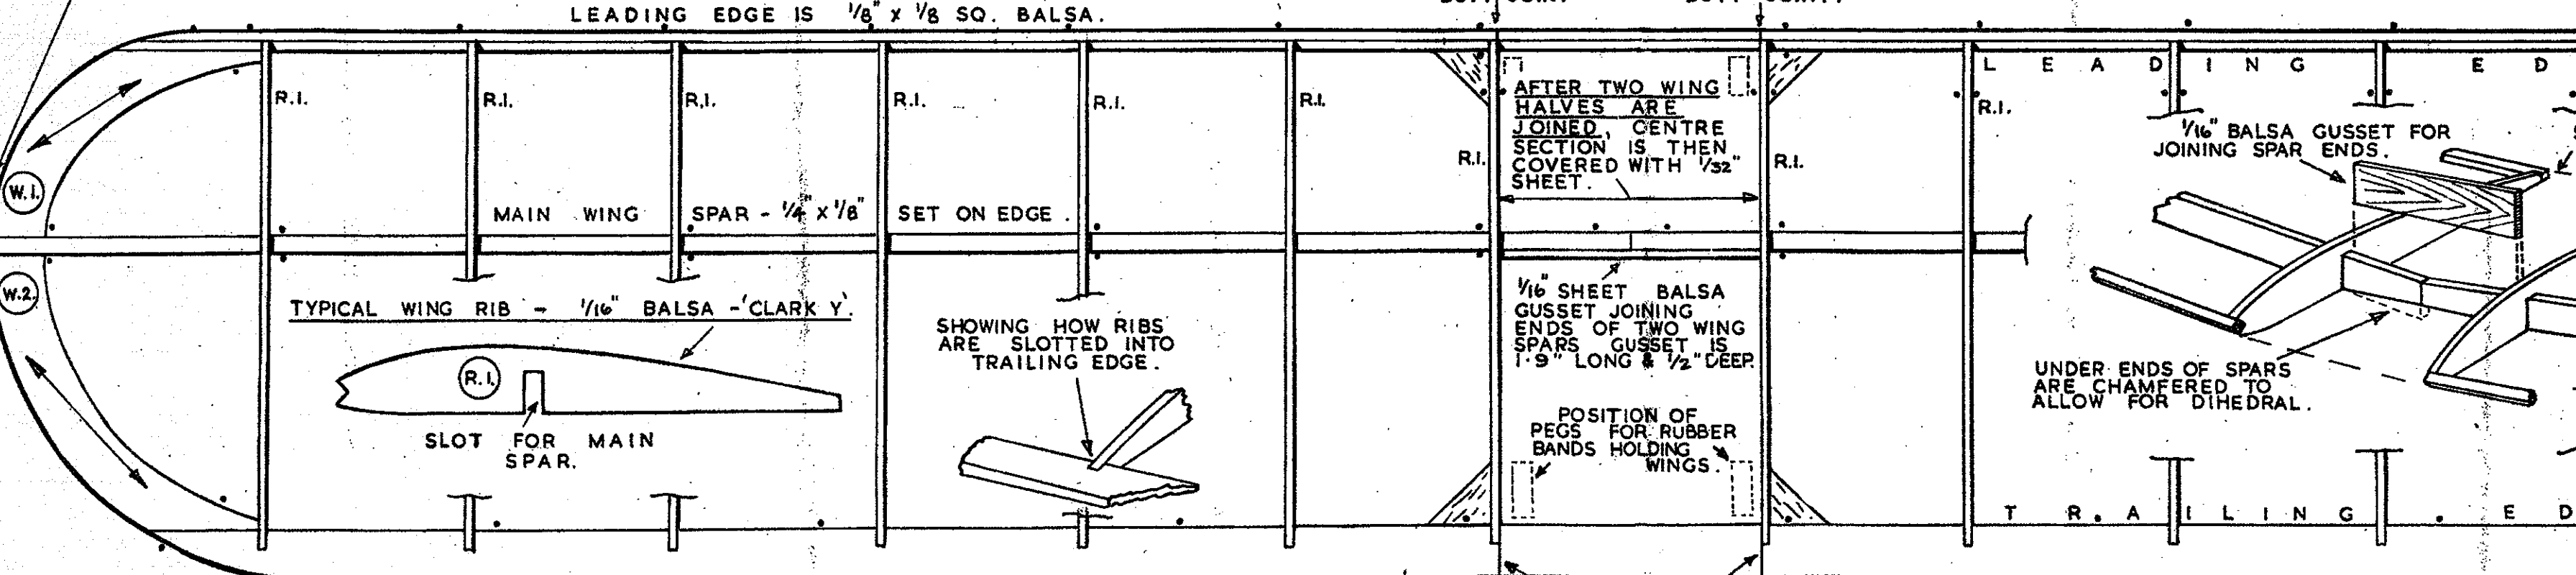 LEADING EDGE IS 1/8" x 1/8 SQ. BALSA.
R.I.
R.I.
R.I.
R.I.
R.I.
R.I.
R.I.
R.I.
R.I.
W.1.
W.2.
MAIN WING SPAR - 1/4" x 1/8" SET ON EDGE.
AFTER TWO WING
HALVES ARE
JOINED, CENTRE
SECTION IS THEN
COVERED WITH 1/32"
SHEET.
LEADING ED
1/16" BALSA GUSSET FOR
JOINING SPAR ENDS.
TYPICAL WING RIB - 1/16" BALSA - 'CLARK Y'.
R.I.
SLOT FOR MAIN
SPAR.
SHOWING HOW RIBS
ARE SLOTTED INTO
TRAILING EDGE.
1/16" SHEET BALSA
GUSSET JOINING
ENDS OF TWO WING
SPARS GUSSET IS
1·9" LONG & 1/2" DEEP.
POSITION OF
PEGS FOR RUBBER
BANDS HOLDING
WINGS.
UNDER ENDS OF SPARS
ARE CHAMFERED TO
ALLOW FOR DIHEDRAL.
TRAILING ED